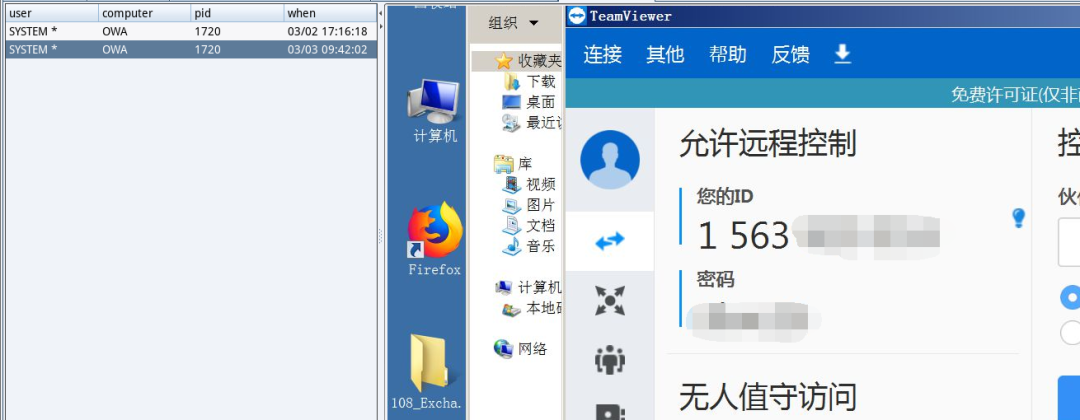 user computer pid when
SYSTEM * OWA 1720 03/02 17:16:18
SYSTEM * OWA 1720 03/03 09:42:02
计算机
Firefox
108_Excha.
组织
收藏夹
下载
桌面
最近
库
视频
图片
文档
音乐
计算机
本地
网络
TeamViewer
连接 其他 帮助 反馈
免费许可证(仅非
允许远程控制
您的ID
1 563
密码
无人值守访问
控
伙